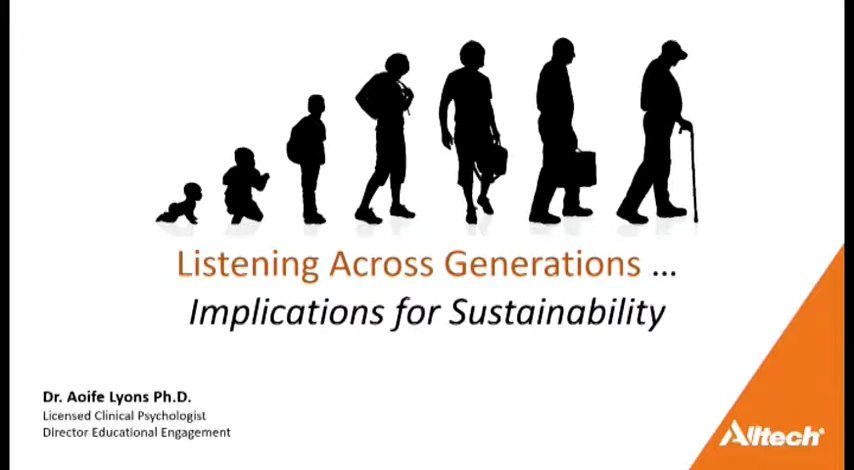 Listening Across Generations ...
Implications for Sustainability
Dr. Aoife Lyons Ph.D.
Licensed Clinical Psychologist
Director Educational Engagement
Alltech®